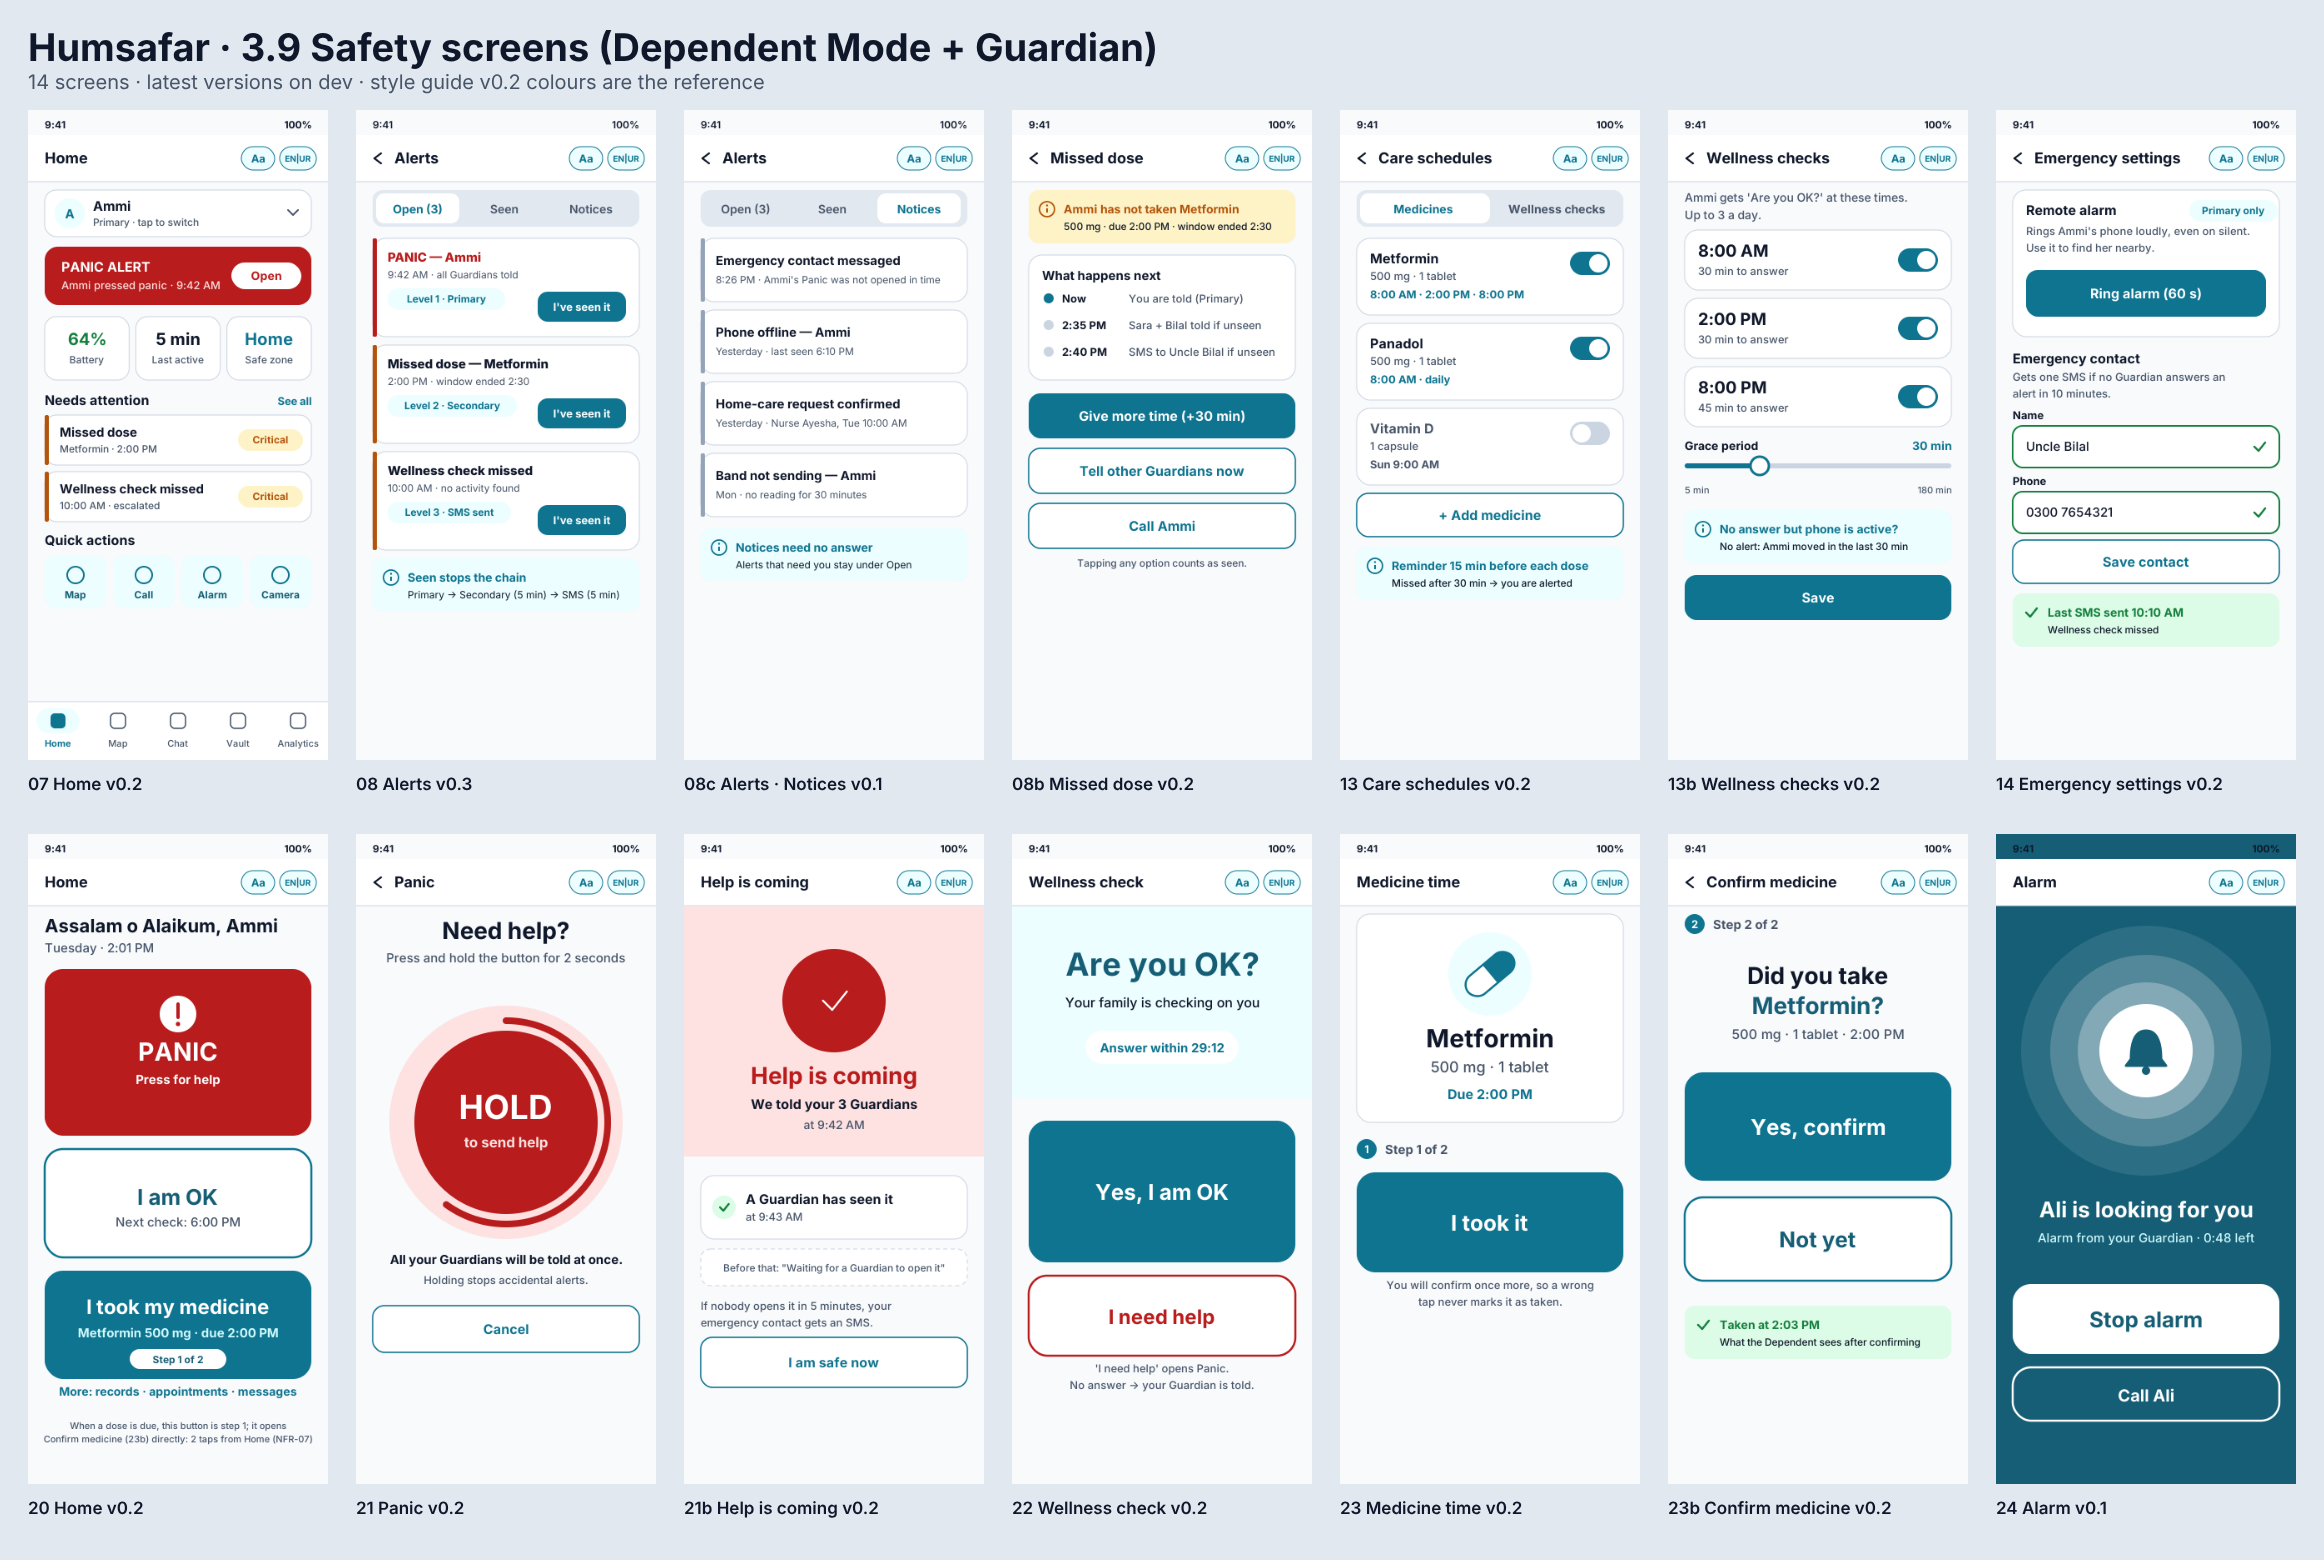 Humsafar · 3.9 Safety screens (Dependent Mode + Guardian)
14 screens · latest versions on dev · style guide v0.2 colours are the reference
9:41 100%
Home Aa EN|UR
A Ammi
Primary · tap to switch
PANIC ALERT
Ammi pressed panic · 9:42 AM
Open
64% 5 min Home
Battery Last active Safe zone
Needs attention See all
Missed dose
Metformin · 2:00 PM
Critical
Wellness check missed
10:00 AM · escalated
Critical
Quick actions
Map Call Alarm Camera
Home Map Chat Vault Analytics
07 Home v0.2
9:41 100%
Alerts Aa EN|UR
Open (3) Seen Notices
PANIC — Ammi
9:42 AM · all Guardians told
Level 1 · Primary
I've seen it
Missed dose — Metformin
2:00 PM · window ended 2:30
Level 2 · Secondary
I've seen it
Wellness check missed
10:00 AM · no activity found
Level 3 · SMS sent
I've seen it
Seen stops the chain
Primary → Secondary (5 min) → SMS (5 min)
08 Alerts v0.3
9:41 100%
Alerts Aa EN|UR
Open (3) Seen Notices
Emergency contact messaged
8:26 PM · Ammi's Panic was not opened in time
Phone offline — Ammi
Yesterday · last seen 6:10 PM
Home-care request confirmed
Yesterday · Nurse Ayesha, Tue 10:00 AM
Band not sending — Ammi
Mon · no reading for 30 minutes
Notices need no answer
Alerts that need you stay under Open
08c Alerts · Notices v0.1
9:41 100%
Missed dose Aa EN|UR
Ammi has not taken Metformin
500 mg · due 2:00 PM · window ended 2:30
What happens next
Now You are told (Primary)
2:35 PM Sara + Bilal told if unseen
2:40 PM SMS to Uncle Bilal if unseen
Give more time (+30 min)
Tell other Guardians now
Call Ammi
Tapping any option counts as seen.
08b Missed dose v0.2
9:41 100%
Care schedules Aa EN|UR
Medicines Wellness checks
Metformin
500 mg · 1 tablet
8:00 AM · 2:00 PM · 8:00 PM
Panadol
500 mg · 1 tablet
8:00 AM · daily
Vitamin D
1 capsule
Sun 9:00 AM
+ Add medicine
Reminder 15 min before each dose
Missed after 30 min → you are alerted
13 Care schedules v0.2
9:41 100%
Wellness checks Aa EN|UR
Ammi gets 'Are you OK?' at these times.
Up to 3 a day.
8:00 AM
30 min to answer
2:00 PM
30 min to answer
8:00 PM
45 min to answer
Grace period 30 min
5 min 180 min
No answer but phone is active?
No alert: Ammi moved in the last 30 min
Save
13b Wellness checks v0.2
9:41 100%
Emergency settings Aa EN|UR
Remote alarm Primary only
Rings Ammi's phone loudly, even on silent.
Use it to find her nearby.
Ring alarm (60 s)
Emergency contact
Gets one SMS if no Guardian answers an
alert in 10 minutes.
Name
Uncle Bilal
Phone
0300 7654321
Save contact
Last SMS sent 10:10 AM
Wellness check missed
14 Emergency settings v0.2
9:41 100%
Home Aa EN|UR
Assalam o Alaikum, Ammi
Tuesday · 2:01 PM
PANIC
Press for help
I am OK
Next check: 6:00 PM
I took my medicine
Metformin 500 mg · due 2:00 PM
Step 1 of 2
More: records · appointments · messages
When a dose is due, this button is step 1; it opens
Confirm medicine (23b) directly: 2 taps from Home (NFR-07)
20 Home v0.2
9:41 100%
Panic Aa EN|UR
Need help?
Press and hold the button for 2 seconds
HOLD
to send help
All your Guardians will be told at once.
Holding stops accidental alerts.
Cancel
21 Panic v0.2
9:41 100%
Help is coming Aa EN|UR
Help is coming
We told your 3 Guardians
at 9:42 AM
A Guardian has seen it
at 9:43 AM
Before that: "Waiting for a Guardian to open it"
If nobody opens it in 5 minutes, your
emergency contact gets an SMS.
I am safe now
21b Help is coming v0.2
9:41 100%
Wellness check Aa EN|UR
Are you OK?
Your family is checking on you
Answer within 29:12
Yes, I am OK
I need help
'I need help' opens Panic.
No answer → your Guardian is told.
22 Wellness check v0.2
9:41 100%
Medicine time Aa EN|UR
Metformin
500 mg · 1 tablet
Due 2:00 PM
1 Step 1 of 2
I took it
You will confirm once more, so a wrong
tap never marks it as taken.
23 Medicine time v0.2
9:41 100%
Confirm medicine Aa EN|UR
2 Step 2 of 2
Did you take
Metformin?
500 mg · 1 tablet · 2:00 PM
Yes, confirm
Not yet
Taken at 2:03 PM
What the Dependent sees after confirming
23b Confirm medicine v0.2
9:41 100%
Alarm Aa EN|UR
Ali is looking for you
Alarm from your Guardian · 0:48 left
Stop alarm
Call Ali
24 Alarm v0.1